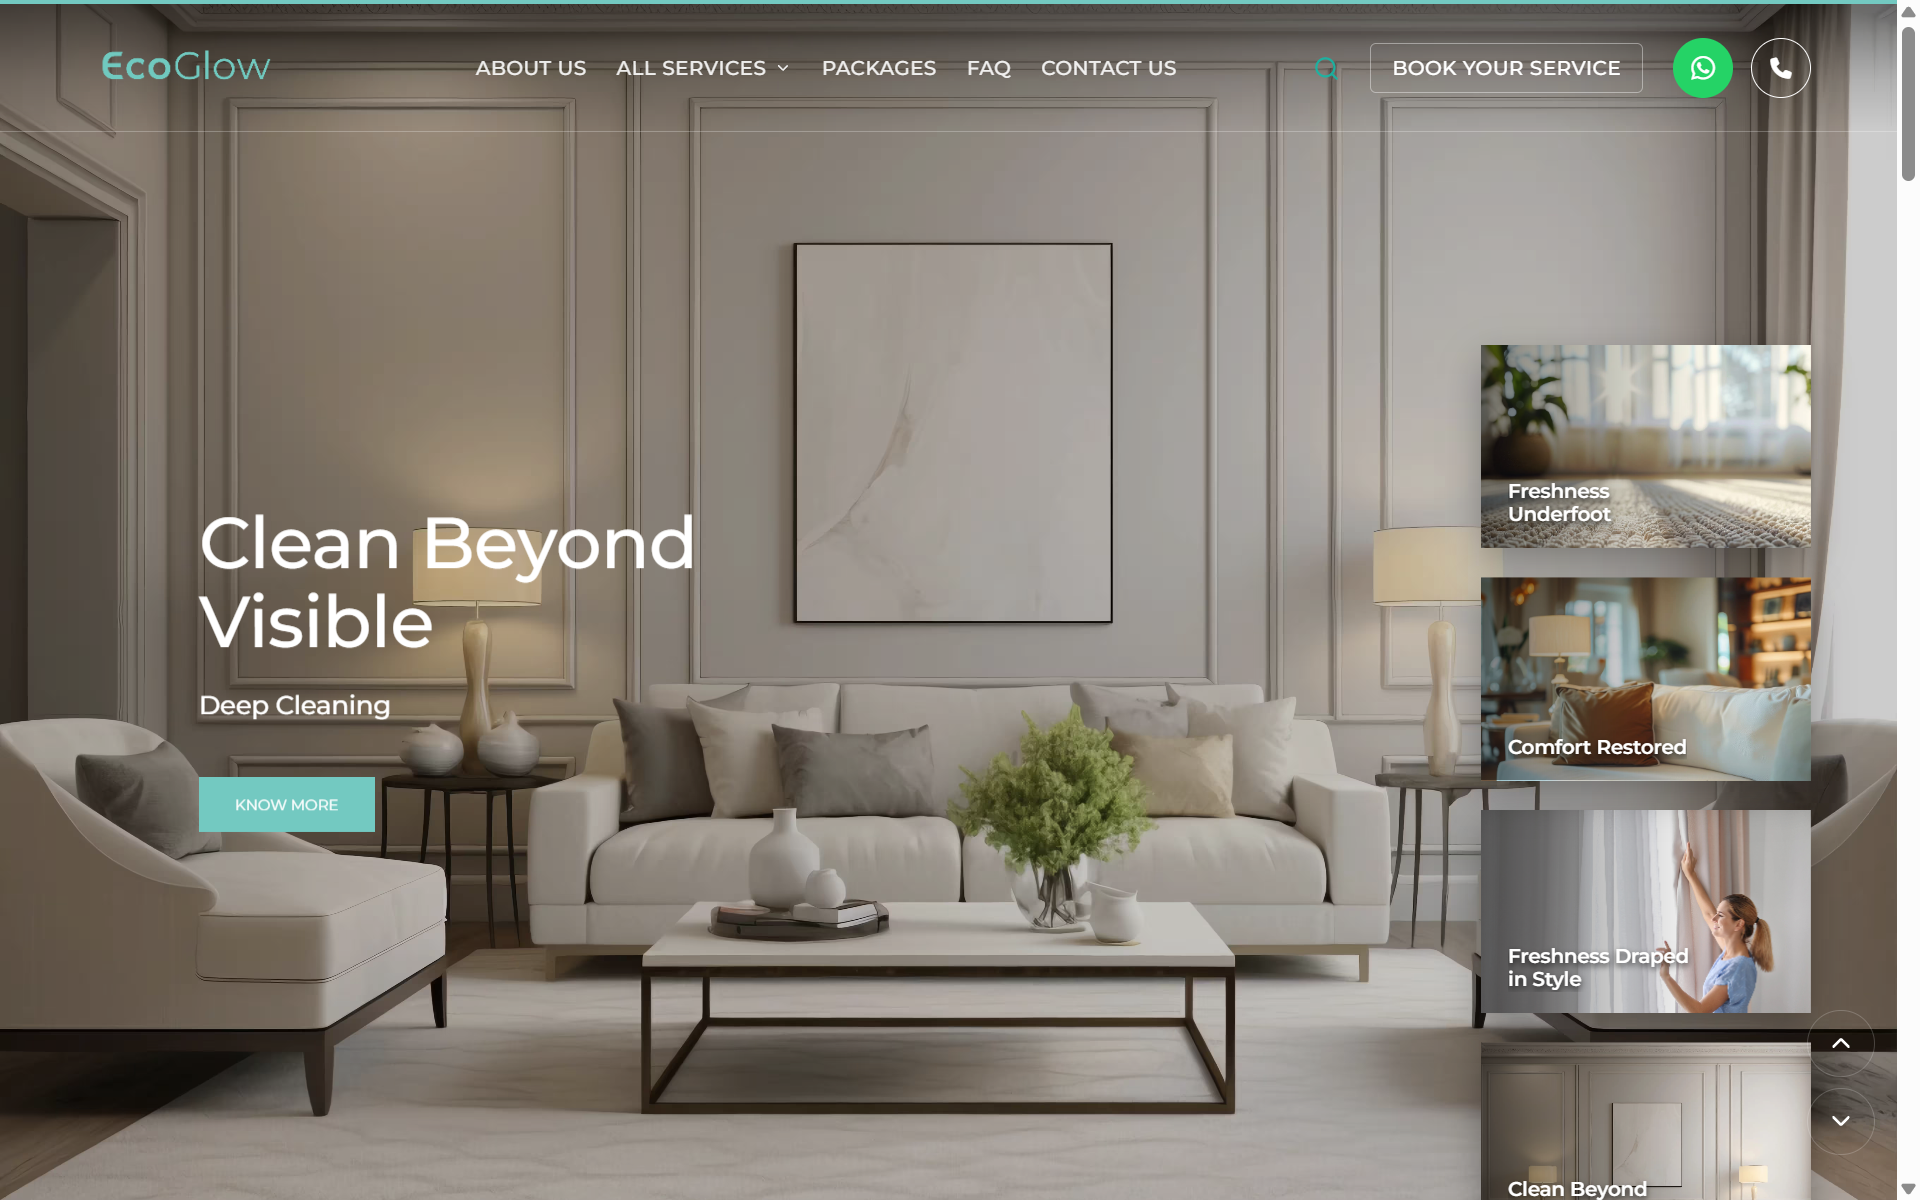 EcoGlow
ABOUT US
ALL SERVICES
PACKAGES
FAQ
CONTACT US
BOOK YOUR SERVICE
Clean Beyond
Visible
Deep Cleaning
KNOW MORE
Freshness
Underfoot
Comfort Restored
Freshness Draped
in Style
Clean Beyond